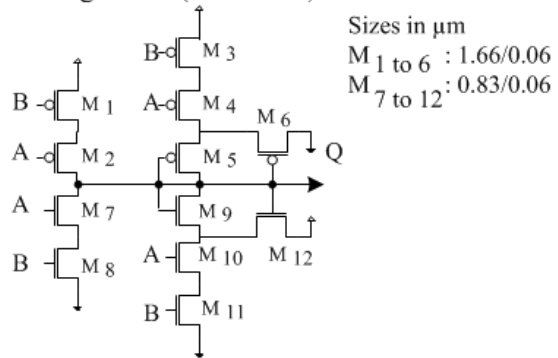 Sizes in µm
M 1 to 6 : 1.66/0.06
M 7 to 12 : 0.83/0.06
B M 3
B M 1
A M 4
M 6
A M 2
M 5
Q
A M 7
M 9
B M 8
A M 10
M 12
B M 11